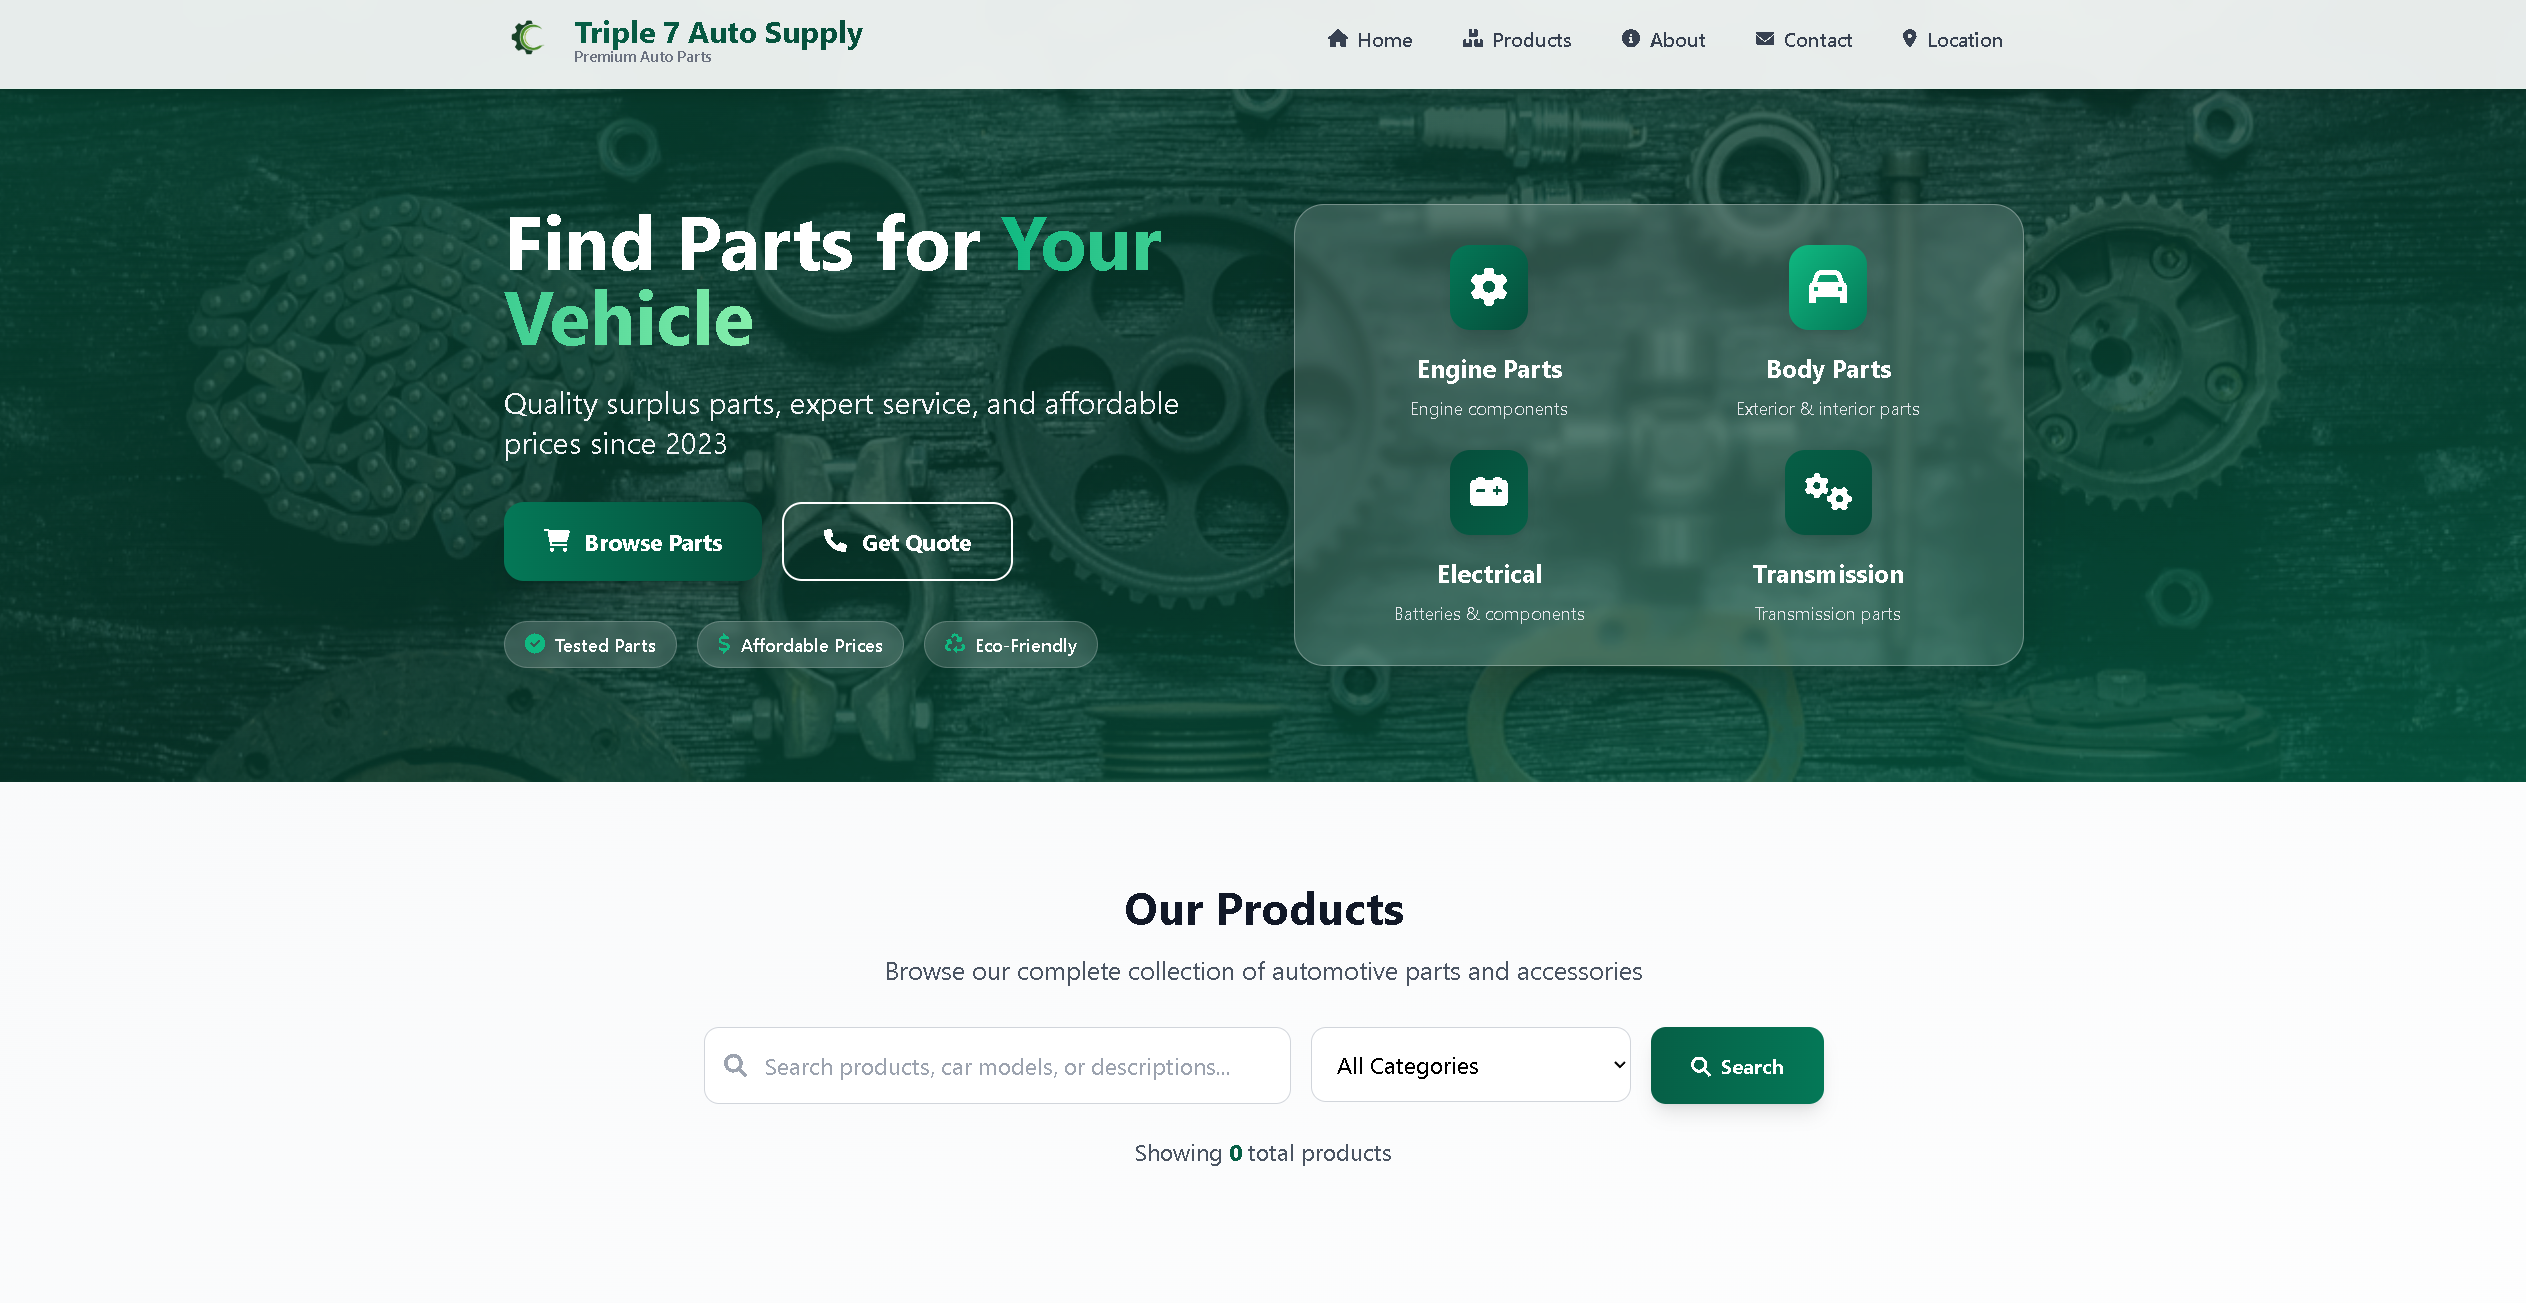 Triple 7 Auto Supply
Premium Auto Parts
Home
Products
About
Contact
Location
Find Parts for Your
Vehicle
Quality surplus parts, expert service, and affordable
prices since 2023
Browse Parts
Get Quote
Tested Parts
Affordable Prices
Eco-Friendly
Engine Parts
Engine components
Body Parts
Exterior & interior parts
Electrical
Batteries & components
Transmission
Transmission parts
Our Products
Browse our complete collection of automotive parts and accessories
Search products, car models, or descriptions...
All Categories
Search
Showing 0 total products